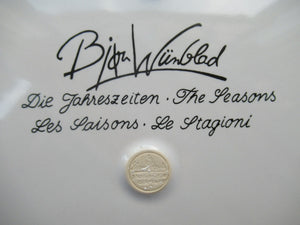 Bjørn Wiinblad
Die Jahreszeiten · The Seasons
Les Saisons · Le Stagioni